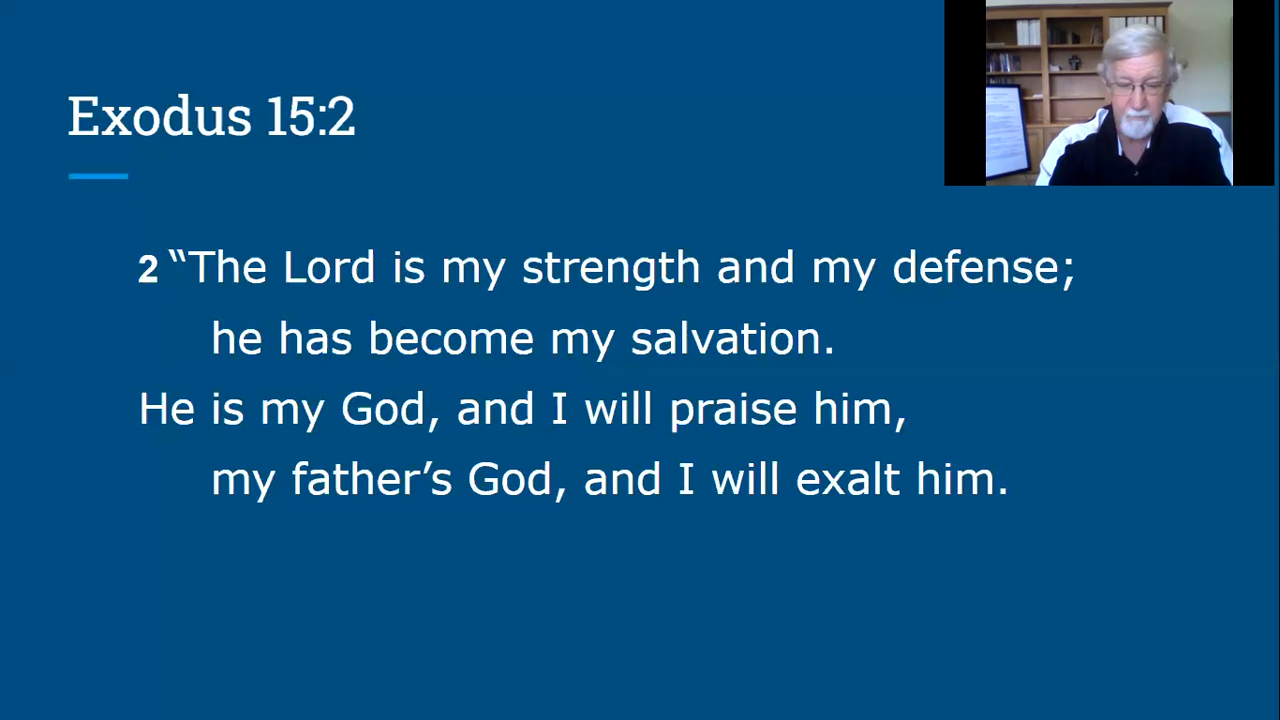 Exodus 15:2
2 “The Lord is my strength and my defense;
he has become my salvation.
He is my God, and I will praise him,
my father’s God, and I will exalt him.